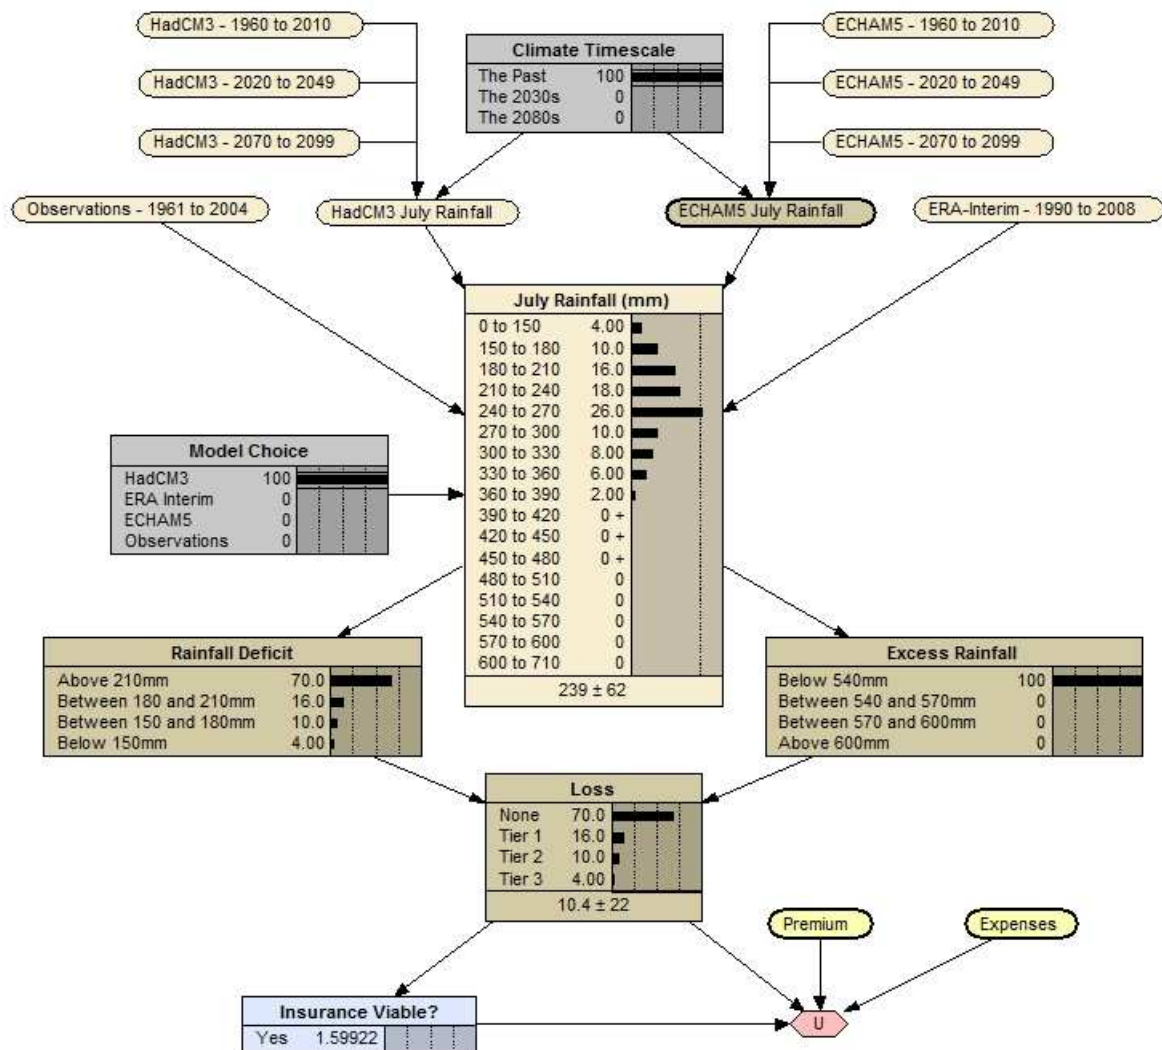 HadCM3 - 1960 to 2010
ECHAM5 - 1960 to 2010
Climate Timescale
The Past 100
The 2030s 0
The 2080s 0
HadCM3 - 2020 to 2049
ECHAM5 - 2020 to 2049
HadCM3 - 2070 to 2099
ECHAM5 - 2070 to 2099
Observations - 1961 to 2004
HadCM3 July Rainfall
ECHAM5 July Rainfall
ERA-Interim - 1990 to 2008
July Rainfall (mm)
0 to 150 4.00
150 to 180 10.0
180 to 210 16.0
210 to 240 18.0
240 to 270 26.0
270 to 300 10.0
300 to 330 8.00
330 to 360 6.00
360 to 390 2.00
390 to 420 0 +
420 to 450 0 +
450 to 480 0 +
480 to 510 0
510 to 540 0
540 to 570 0
570 to 600 0
600 to 710 0
239 ± 62
Model Choice
HadCM3 100
ERA Interim 0
ECHAM5 0
Observations 0
Rainfall Deficit
Above 210mm 70.0
Between 180 and 210mm 16.0
Between 150 and 180mm 10.0
Below 150mm 4.00
Excess Rainfall
Below 540mm 100
Between 540 and 570mm 0
Between 570 and 600mm 0
Above 600mm 0
Loss
None 70.0
Tier 1 16.0
Tier 2 10.0
Tier 3 4.00
10.4 ± 22
Premium
Expenses
Insurance Viable?
Yes 1.59922
U